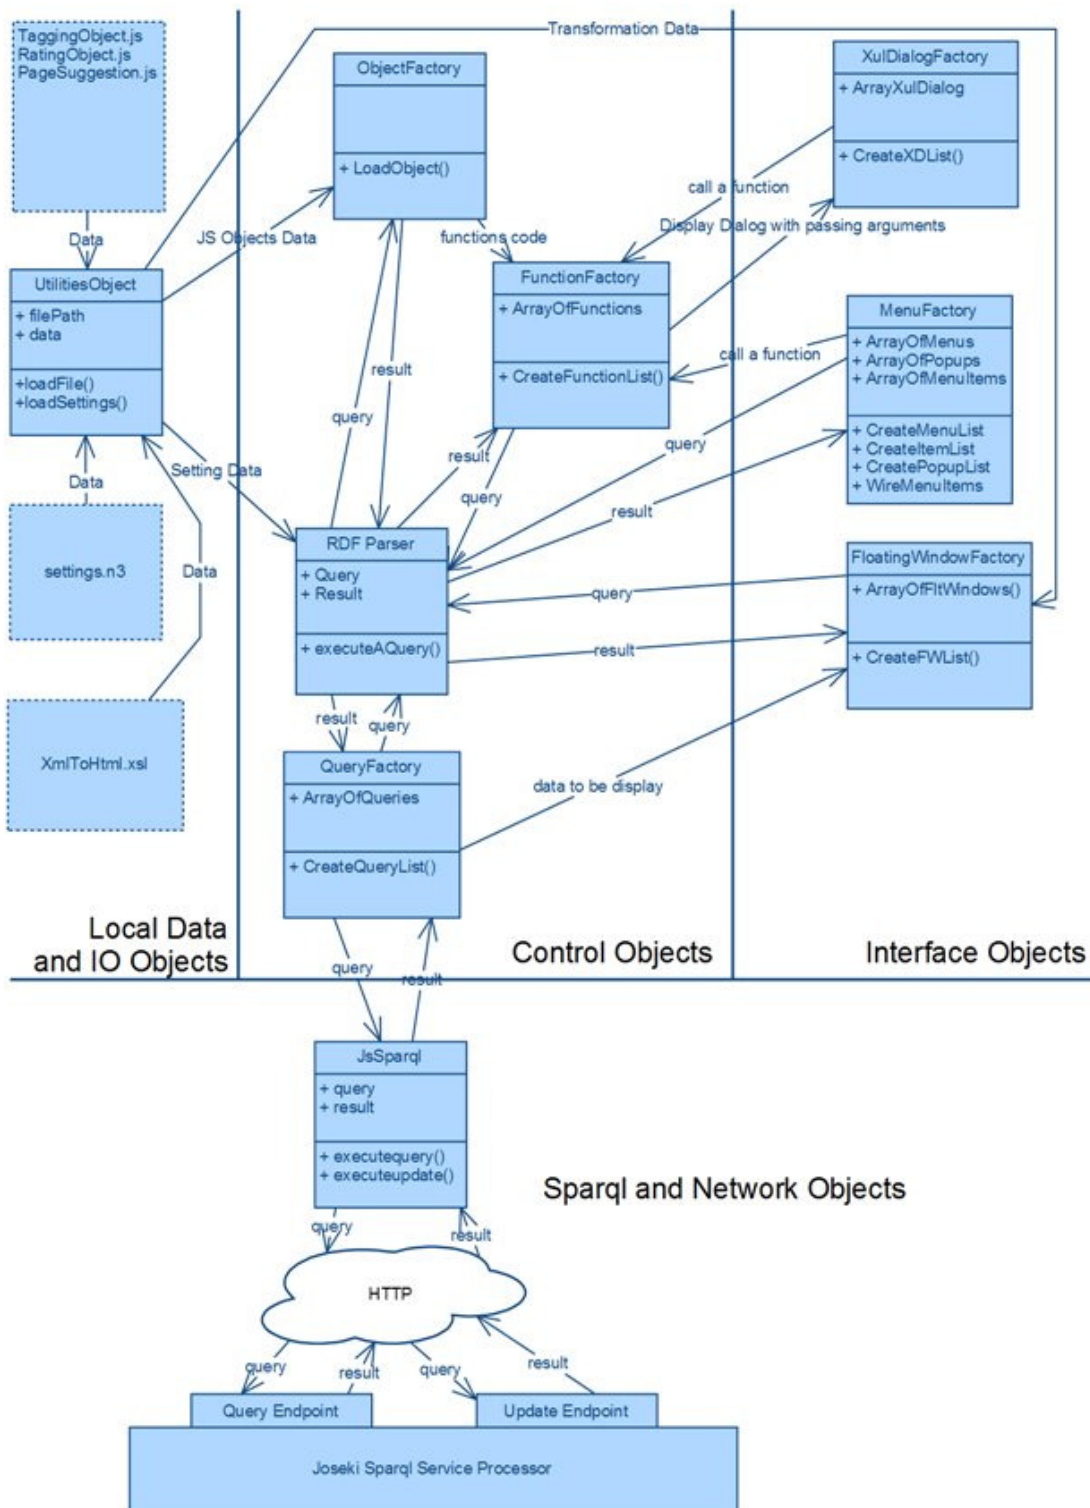 TaggingObject.js
RatingObject.js
PageSuggestion.js
Data
UtilitiesObject
+ filePath
+ data
+loadFile()
+loadSettings()
Data
settings.n3
Data
XmlToHtml.xsl
Local Data
and IO Objects
Transformation Data
ObjectFactory
+ LoadObject()
JS Objects Data
functions code
FunctionFactory
+ ArrayOfFunctions
+ CreateFunctionList()
query
result
Setting Data
result
query
RDF Parser
+ Query
+ Result
+ executeAQuery()
result
query
QueryFactory
+ ArrayOfQueries
+ CreateQueryList()
data to be display
Control Objects
XulDialogFactory
+ ArrayXulDialog
+ CreateXDList()
call a function
Display Dialog with passing arguments
MenuFactory
+ ArrayOfMenus
+ ArrayOfPopups
+ ArrayOfMenuItems
+ CreateMenuList
+ CreateItemList
+ CreatePopupList
+ WireMenuItems
call a function
query
result
FloatingWindowFactory
+ ArrayOfFltWindows()
+ CreateFWList()
query
result
Interface Objects
query
result
JsSparql
+ query
+ result
+ executequery()
+ executeupdate()
Sparql and Network Objects
query
result
HTTP
query
result
query
result
Query Endpoint
Update Endpoint
Joseki Sparql Service Processor